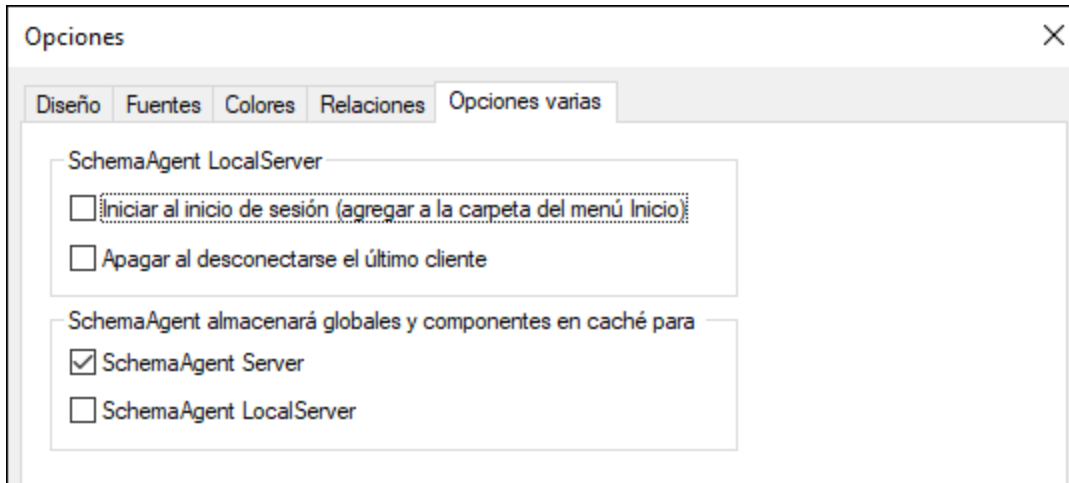 Opciones
Diseño Fuentes Colores Relaciones Opciones varias
SchemaAgent LocalServer
Iniciar al inicio de sesión (agregar a la carpeta del menú Inicio)
Apagar al desconectarse el último cliente
SchemaAgent almacenará globales y componentes en caché para
SchemaAgent Server
SchemaAgent LocalServer